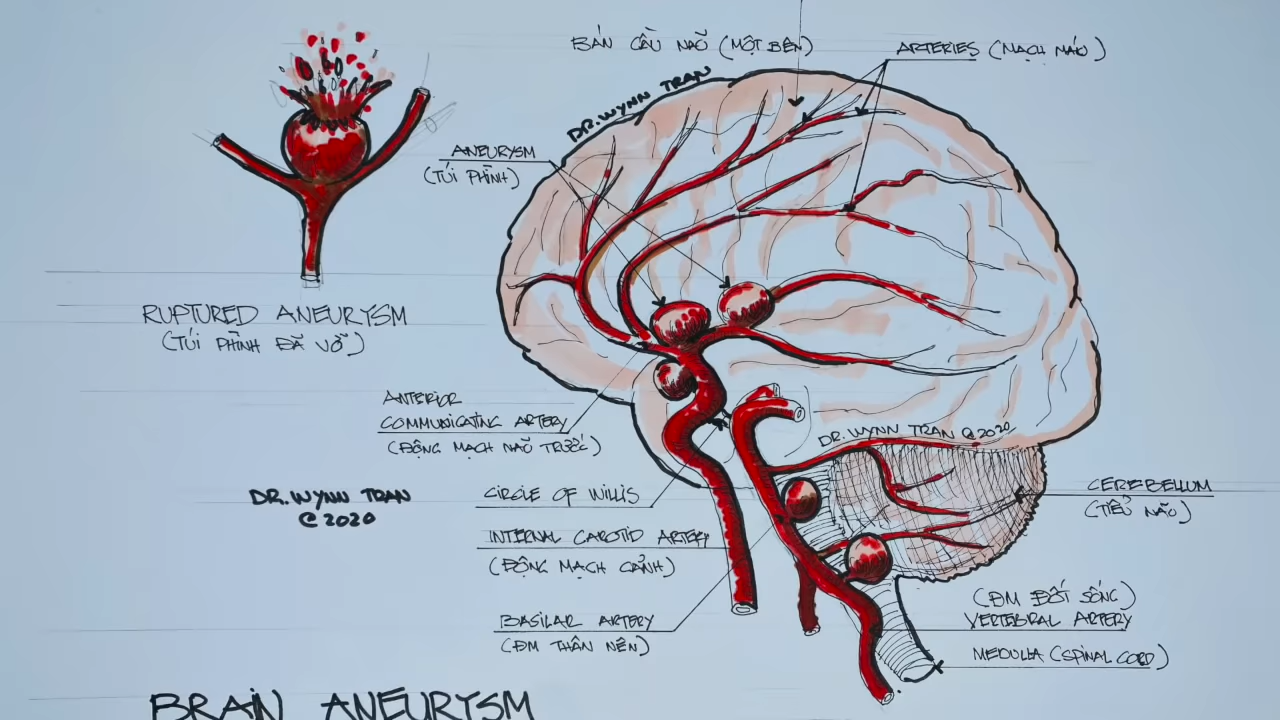 BÁN CẦU NÃO (MỘT BÊN)
ARTERIES (MẠCH MÁU)
DR. WYNN TRAN
ANEURYSM
(TÚI PHÌNH)
RUPTURED ANEURYSM
(TÚI PHÌNH ĐÃ VỠ)
ANTERIOR
COMMUNICATING ARTERY
(ĐỘNG MẠCH NÃO TRƯỚC)
DR. WYNN TRAN @2020
DR. WYNN TRAN
@2020
CIRCLE OF WILLIS
CEREBELLUM
(TIỂU NÃO)
INTERNAL CAROTID ARTERY
(ĐỘNG MẠCH CẢNH)
BASILAR ARTERY
(ĐM THÂN NỀN)
(ĐM ĐỐT SỐNG)
VERTEBRAL ARTERY
MEDULLA (SPINAL CORD)
BRAIN ANEURYSM